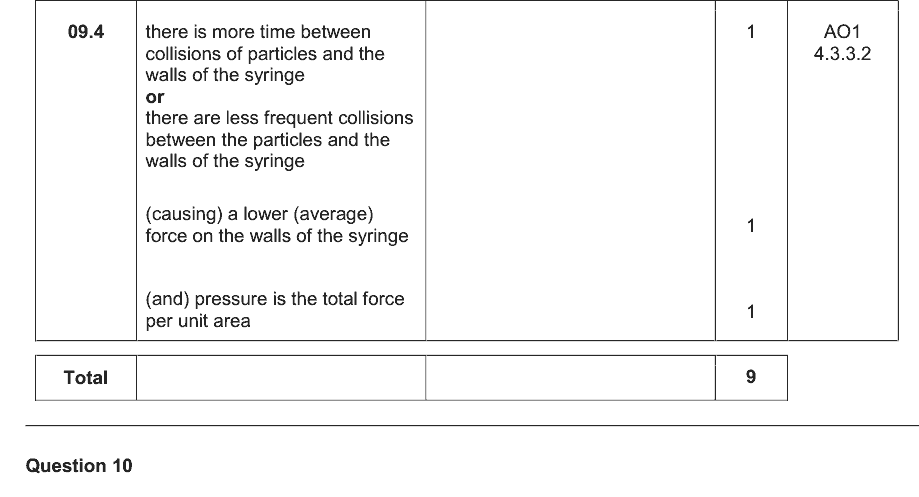 09.4
there is more time between
collisions of particles and the
walls of the syringe
or
there are less frequent collisions
between the particles and the
walls of the syringe
1
AO1
4.3.3.2
(causing) a lower (average)
force on the walls of the syringe
1
(and) pressure is the total force
per unit area
1
Total
9
Question 10